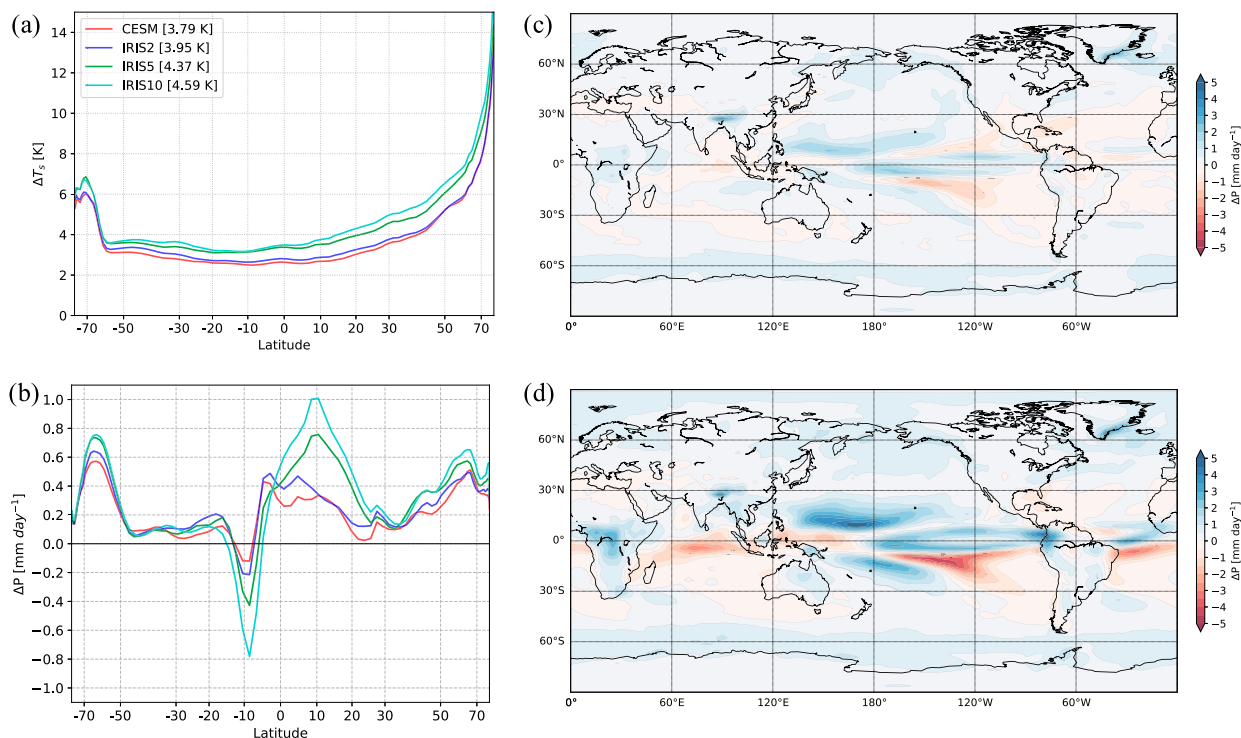 (a)
CESM [3.79 K]
IRIS2 [3.95 K]
IRIS5 [4.37 K]
IRIS10 [4.59 K]
14
12
10
8
6
4
2
0
ΔTs [K]
-70 -50 -30 -20 -10 0 10 20 30 50 70
Latitude
(b)
1.0
0.8
0.6
0.4
0.2
0.0
−0.2
−0.4
−0.6
−0.8
−1.0
ΔP [mm day⁻¹]
-70 -50 -30 -20 -10 0 10 20 30 50 70
Latitude
(c)
60°N
30°N
0°
30°S
60°S
0° 60°E 120°E 180° 120°W 60°W
5
4
3
2
1
0
−1
−2
−3
−4
−5
ΔP [mm day⁻¹]
(d)
60°N
30°N
0°
30°S
60°S
0° 60°E 120°E 180° 120°W 60°W
5
4
3
2
1
0
−1
−2
−3
−4
−5
ΔP [mm day⁻¹]